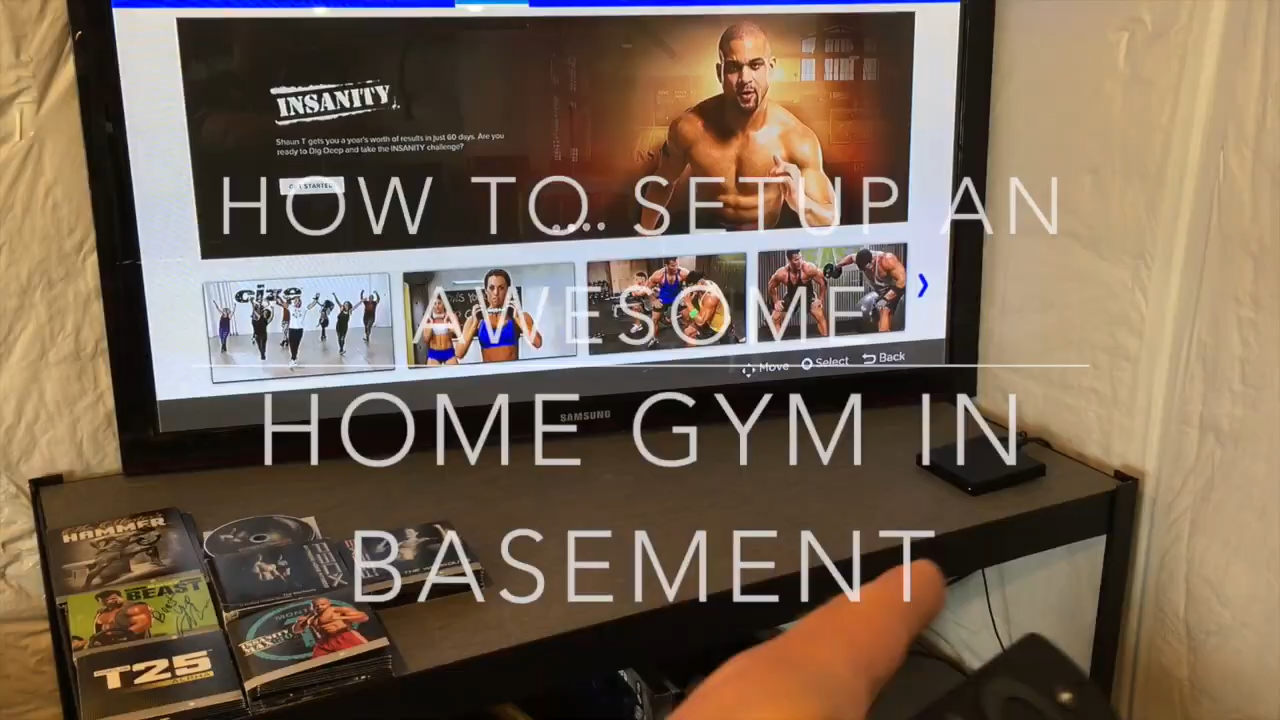 INSANITY
Shaun T gets you a year's worth of results in just 60 days. Are you
ready to Dig Deep and take the INSANITY challenge?
GET STARTED
HOW TO... SETUP AN
AWESOME
HOME GYM IN
BASEMENT
cize
Move Select Back
SAMSUNG
HAMMER
BEAST
T25
ALPHA
INSANITY